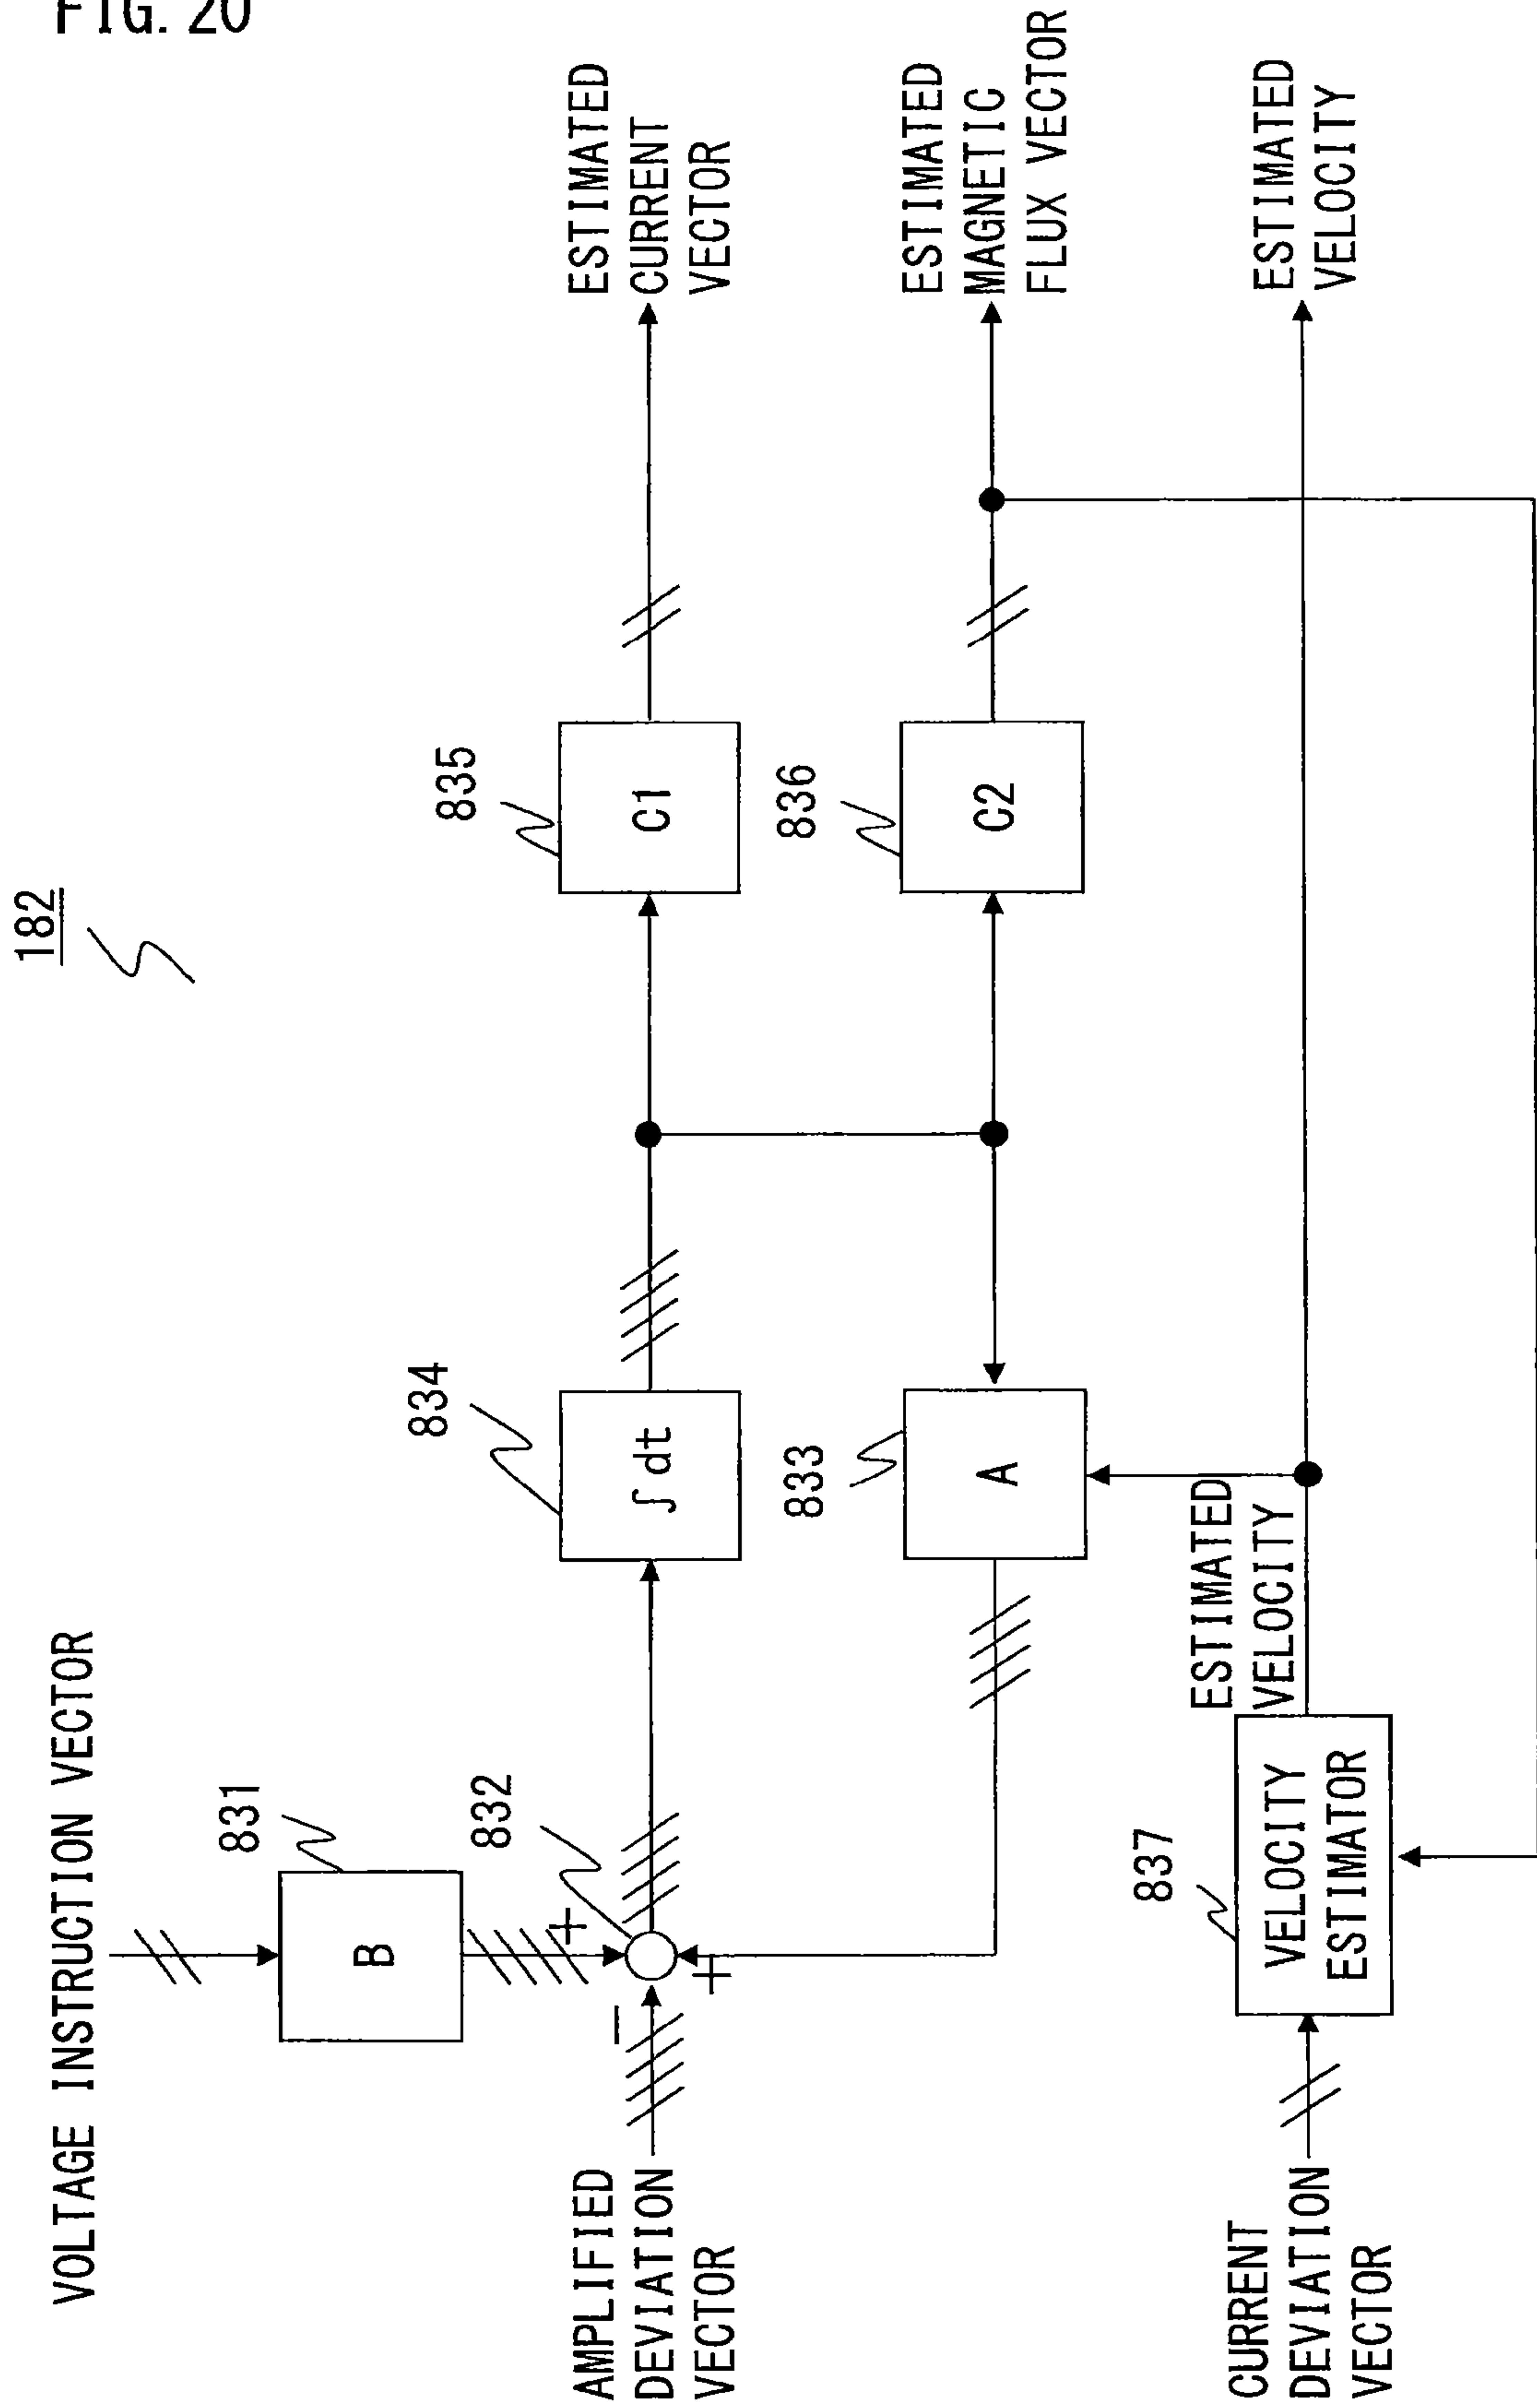 FIG. 20
182
VOLTAGE INSTRUCTION VECTOR
831
B
832
+
−
+
AMPLIFIED
DEVIATION
VECTOR
834
∫dt
835
C1
ESTIMATED
CURRENT
VECTOR
833
A
836
C2
ESTIMATED
MAGNETIC
FLUX VECTOR
ESTIMATED
VELOCITY
837
VELOCITY
ESTIMATOR
CURRENT
DEVIATION
VECTOR
ESTIMATED
VELOCITY